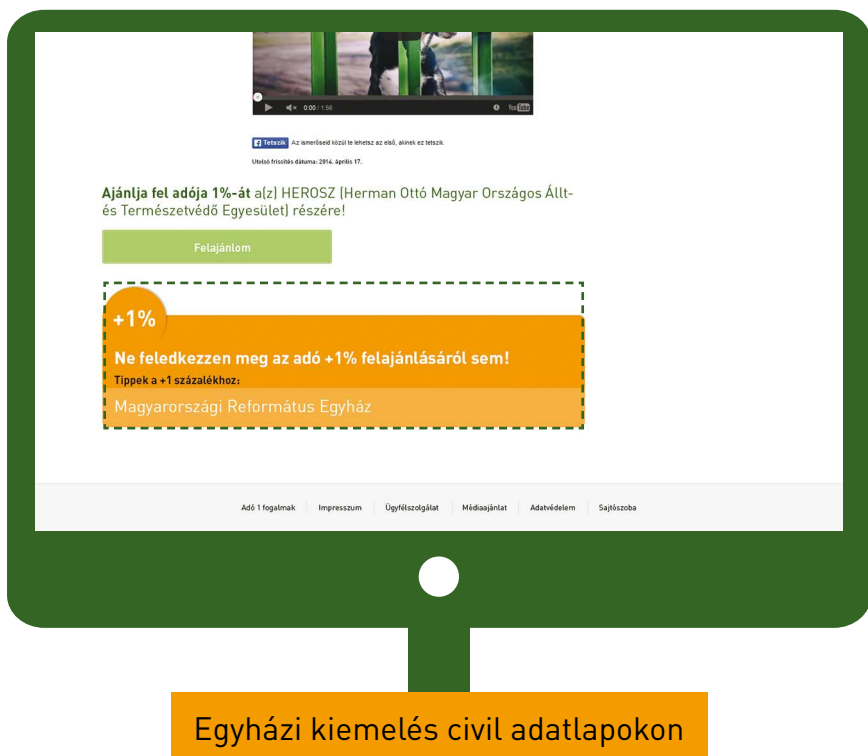 0:00 / 1:56
You Tube
Tetszik Az ismerőseid közül te lehetsz az első, akinek ez tetszik.
Utolsó frissítés dátuma: 2014. április 17.
Ajánlja fel adója 1%-át a(z) HEROSZ (Herman Ottó Magyar Országos Állt-
és Természetvédő Egyesület) részére!
Felajánlom
+1%
Ne feledkezzen meg az adó +1% felajánlásáról sem!
Tippek a +1 százalékhoz:
Magyarországi Református Egyház
Adó 1 fogalmak Impresszum Ügyfélszolgálat Médiaajánlat Adatvédelem Sajtószoba
Egyházi kiemelés civil adatlapokon